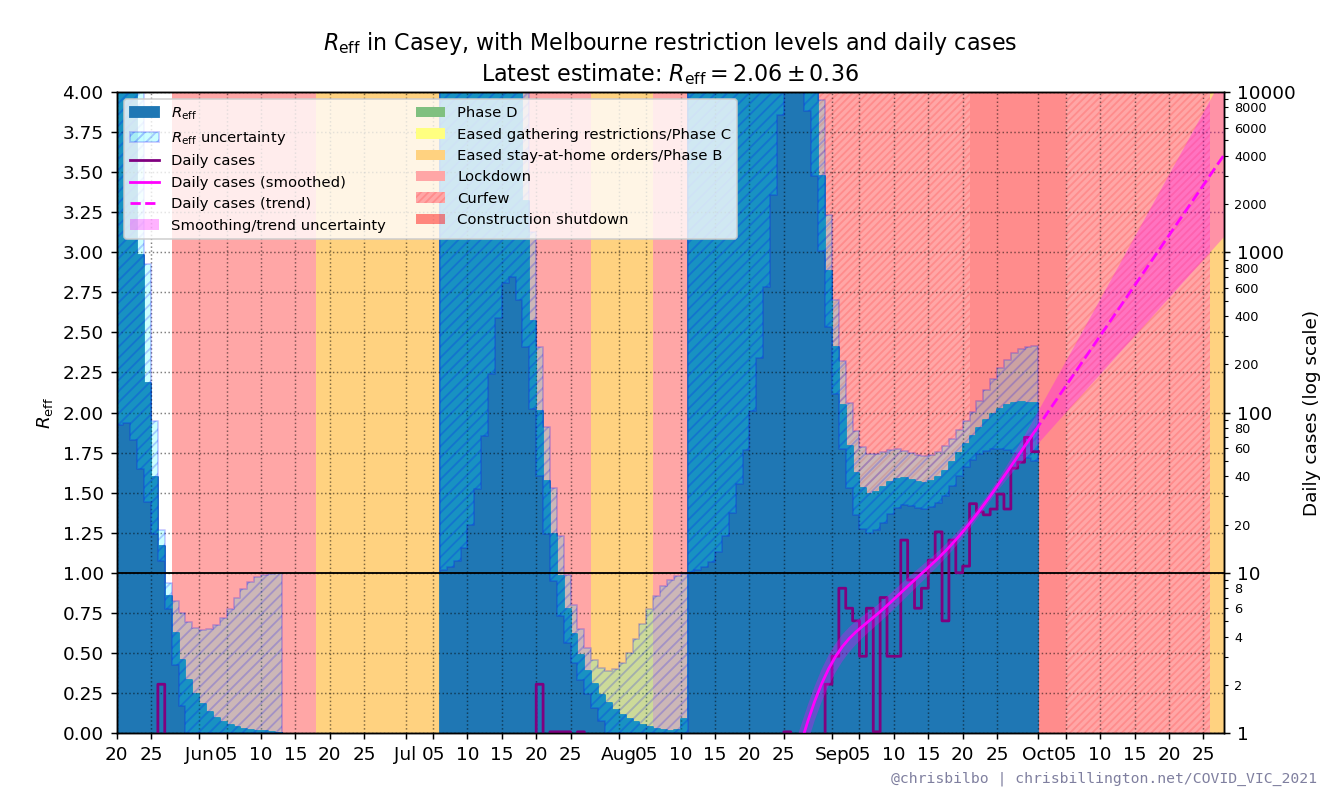 Reff in Casey, with Melbourne restriction levels and daily cases
Latest estimate: Reff = 2.06 ± 0.36
Reff
Reff uncertainty
Daily cases
Daily cases (smoothed)
Daily cases (trend)
Smoothing/trend uncertainty
Phase D
Eased gathering restrictions/Phase C
Eased stay-at-home orders/Phase B
Lockdown
Curfew
Construction shutdown
Reff
4.00
3.75
3.50
3.25
3.00
2.75
2.50
2.25
2.00
1.75
1.50
1.25
1.00
0.75
0.50
0.25
0.00
10000
8000
6000
4000
2000
1000
800
600
400
200
100
80
60
40
20
10
8
6
4
2
1
Daily cases (log scale)
20 25 Jun 05 10 15 20 25 Jul 05 10 15 20 25 Aug 05 10 15 20 25 Sep 05 10 15 20 25 Oct 05 10 15 20 25
@chrisbilbo | chrisbillington.net/COVID_VIC_2021